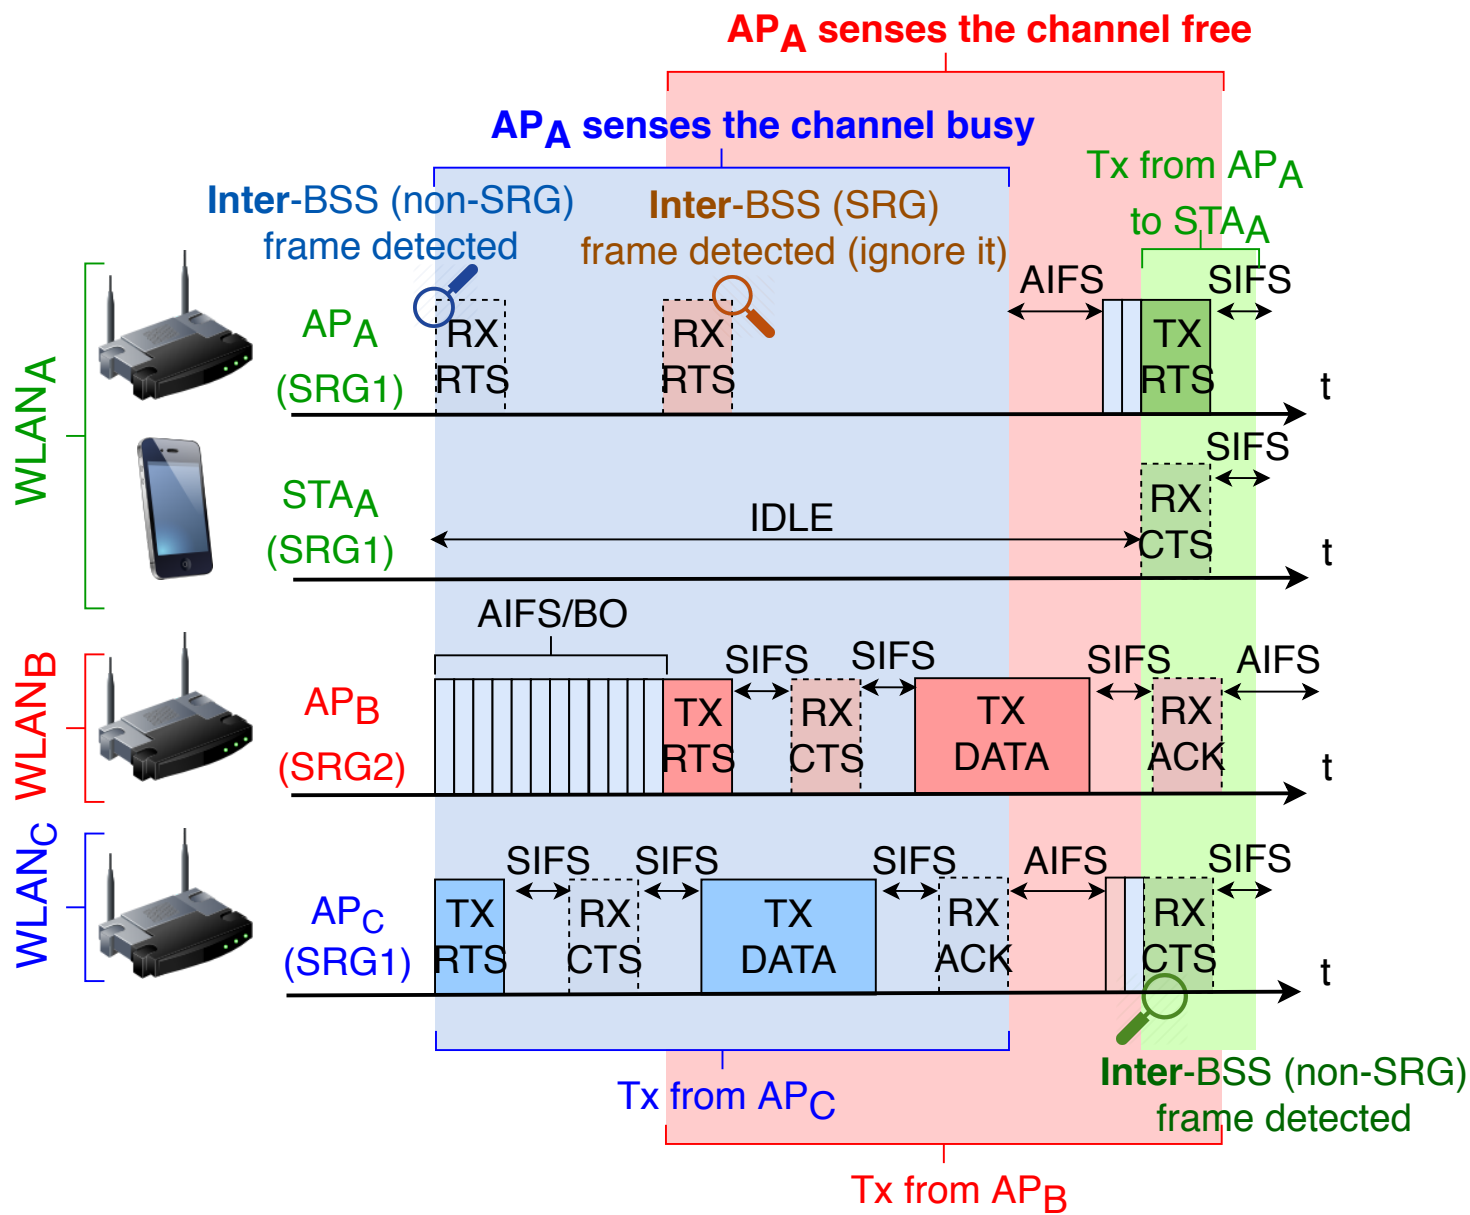 APA senses the channel free
APA senses the channel busy
Tx from APA
to STAA
Inter-BSS (non-SRG)
frame detected
Inter-BSS (SRG)
frame detected (ignore it)
WLANA
APA
(SRG1)
RX
RTS
RX
RTS
AIFS
TX
RTS
SIFS
t
STAA
(SRG1)
IDLE
RX
CTS
SIFS
t
WLANB
APB
(SRG2)
AIFS/BO
TX
RTS
SIFS
RX
CTS
SIFS
TX
DATA
SIFS
RX
ACK
AIFS
t
WLANC
APC
(SRG1)
TX
RTS
SIFS
RX
CTS
SIFS
TX
DATA
SIFS
RX
ACK
AIFS
RX
CTS
SIFS
t
Inter-BSS (non-SRG)
frame detected
Tx from APC
Tx from APB